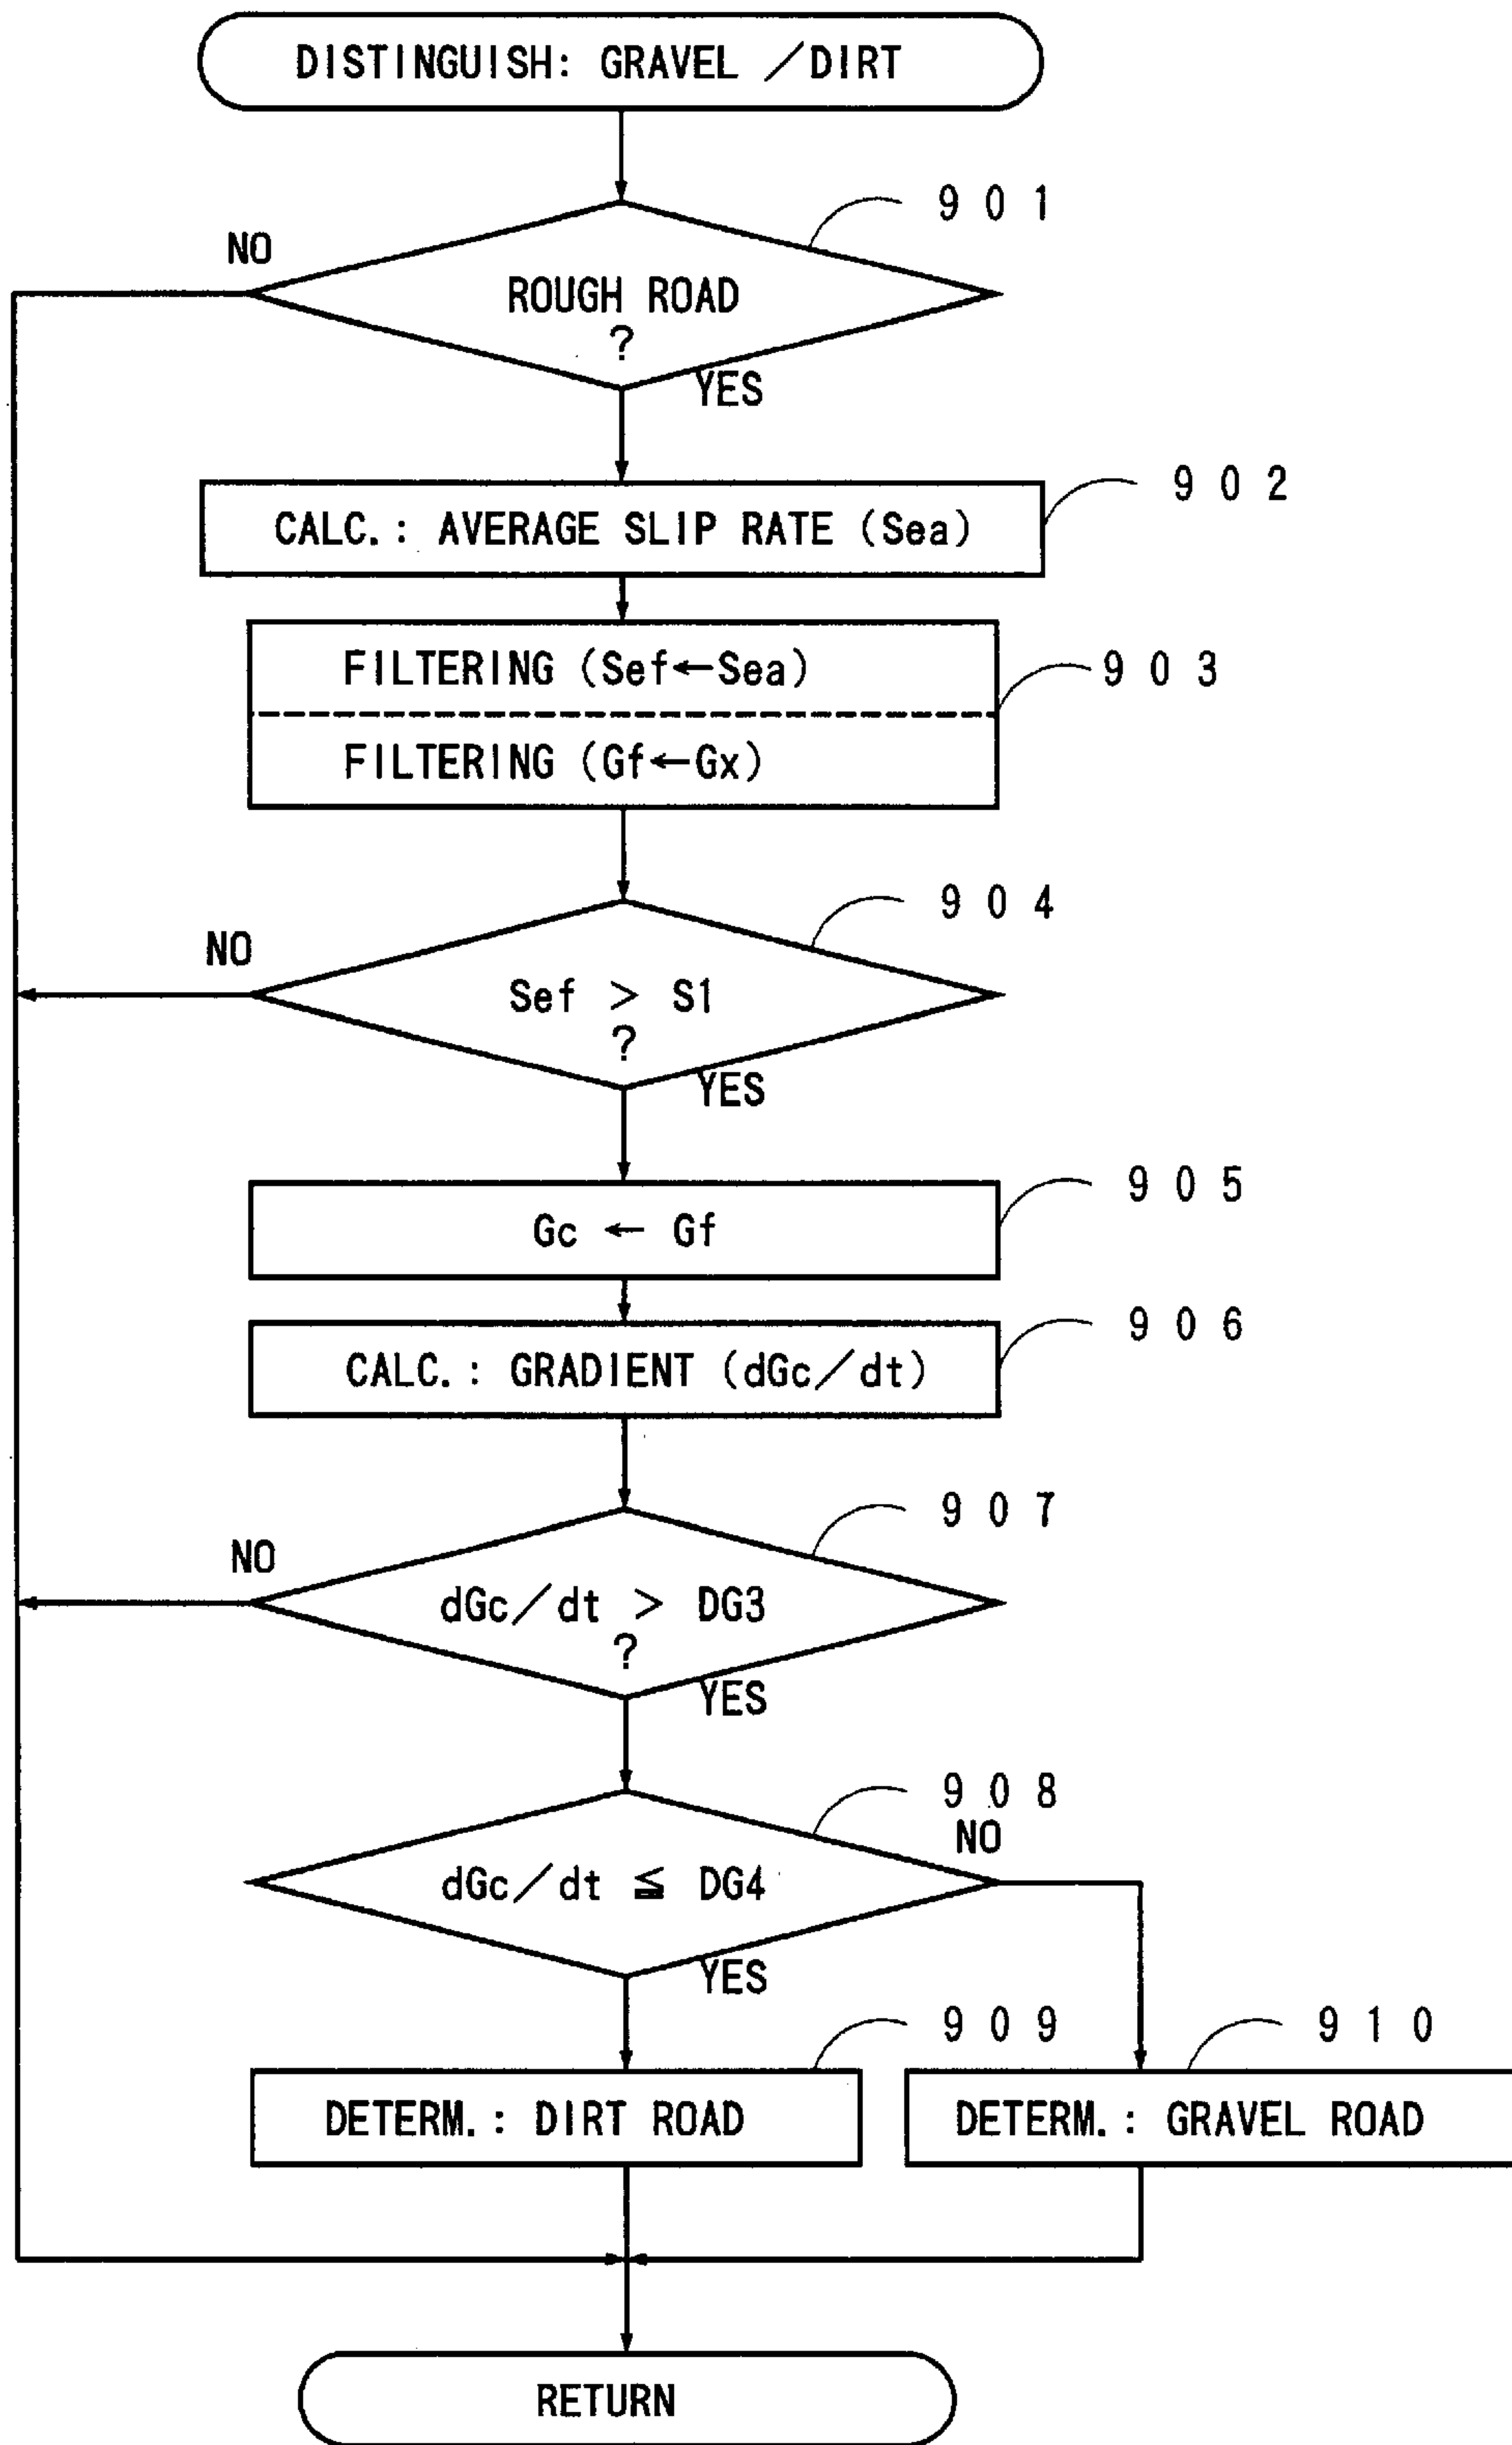 DISTINGUISH: GRAVEL /DIRT
901
NO
ROUGH ROAD
?
YES
902
CALC.: AVERAGE SLIP RATE (Sea)
FILTERING (Sef←Sea)
903
FILTERING (Gf←Gx)
904
NO
Sef > S1
?
YES
905
Gc ← Gf
906
CALC.: GRADIENT (dGc/dt)
907
NO
dGc/dt > DG3
?
YES
908
NO
dGc/dt ≦ DG4
YES
909
910
DETERM.: DIRT ROAD
DETERM.: GRAVEL ROAD
RETURN